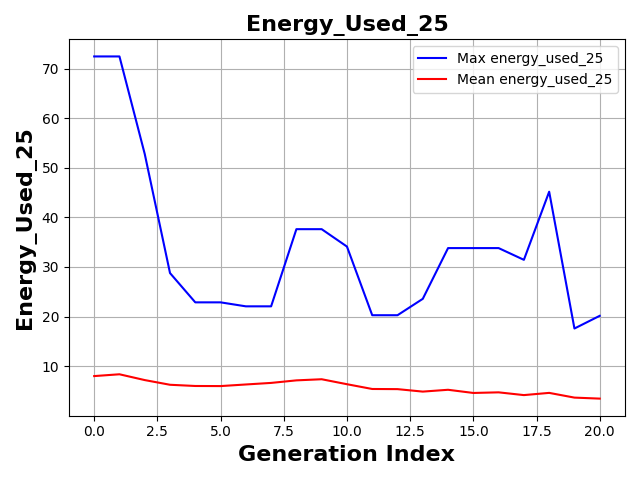 Energy_Used_25
Max energy_used_25
Mean energy_used_25
Energy_Used_25
70
60
50
40
30
20
10
0.0 2.5 5.0 7.5 10.0 12.5 15.0 17.5 20.0
Generation Index